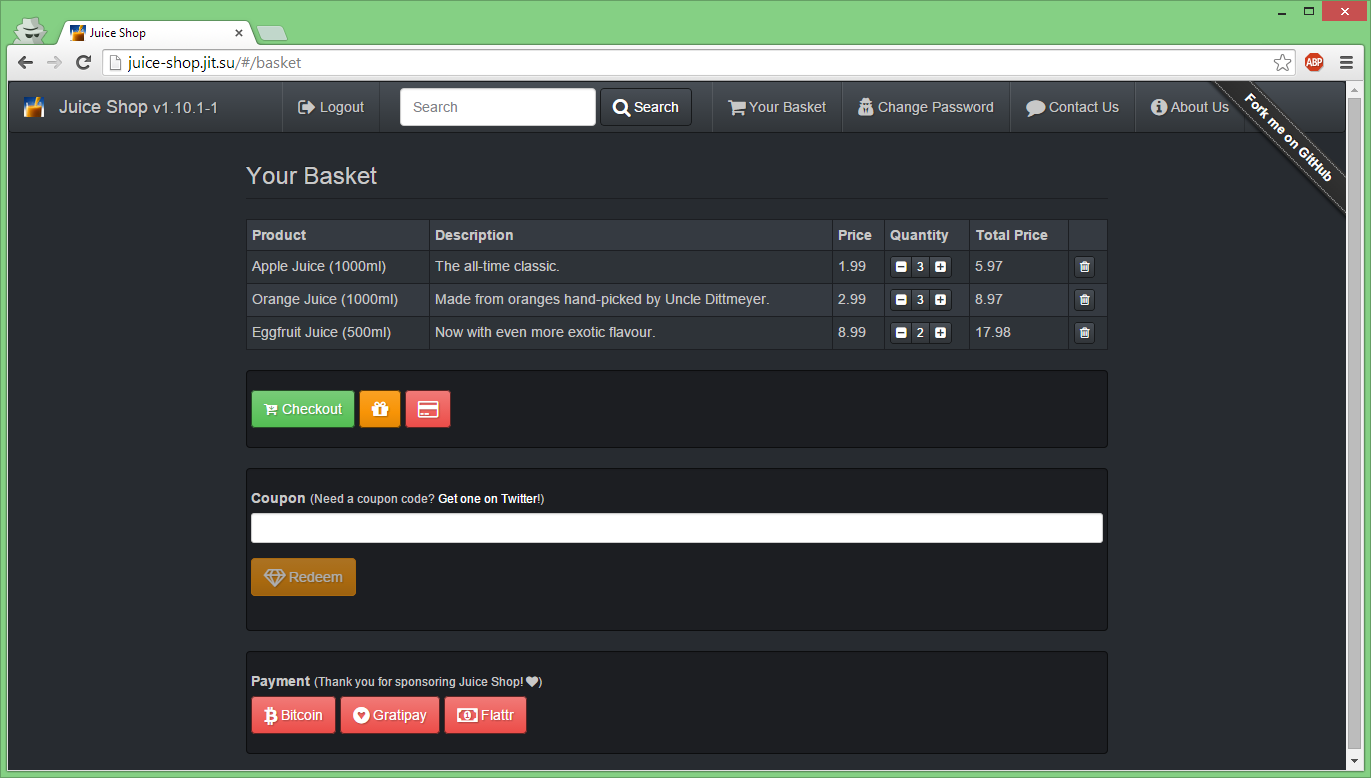 Juice Shop
juice-shop.jit.su/#/basket
ABP
Juice Shop v1.10.1-1
Logout
Search
Search
Your Basket
Change Password
Contact Us
About Us
Fork me on GitHub
Your Basket
Product Description Price Quantity Total Price
Apple Juice (1000ml) The all-time classic. 1.99 3 5.97
Orange Juice (1000ml) Made from oranges hand-picked by Uncle Dittmeyer. 2.99 3 8.97
Eggfruit Juice (500ml) Now with even more exotic flavour. 8.99 2 17.98
Checkout
Coupon (Need a coupon code? Get one on Twitter!)
Redeem
Payment (Thank you for sponsoring Juice Shop! ♥)
Bitcoin Gratipay Flattr